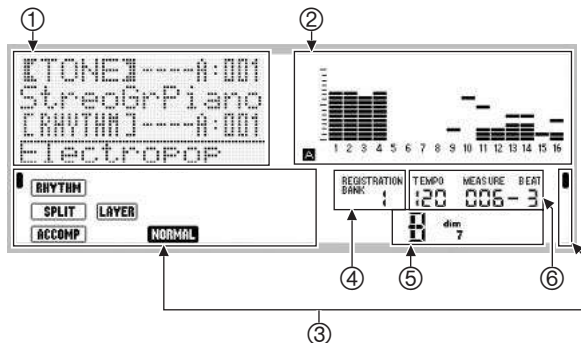 ① ②
【TONE】----A:001
StreoGrPiano
[RHYTHM]----A:001
Electropop
A 1 2 3 4 5 6 7 8 9 10 11 12 13 14 15 16
RHYTHM
SPLIT LAYER
ACCOMP NORMAL
REGISTRATION BANK 1
TEMPO MEASURE BEAT
120 006-3
B dim 7
④ ⑤ ⑥
③